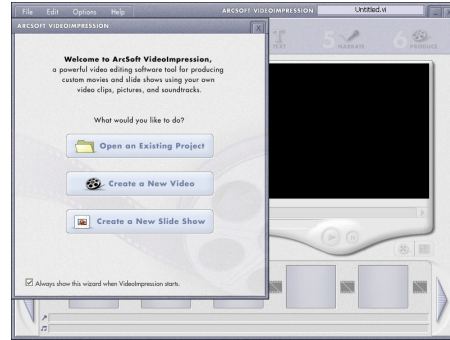 File Edit Options Help ARCSOFT VIDEOIMPRESSION Untitled.vi
ARCSOFT VIDEOIMPRESSION X
TEXT 5 NARRATE 6 PRODUCE
Welcome to ArcSoft VideoImpression,
a powerful video editing software tool for producing
custom movies and slide shows using your own
video clips, pictures, and soundtracks.
What would you like to do?
Open an Existing Project
Create a New Video
Create a New Slide Show
Always show this wizard when VideoImpression starts.